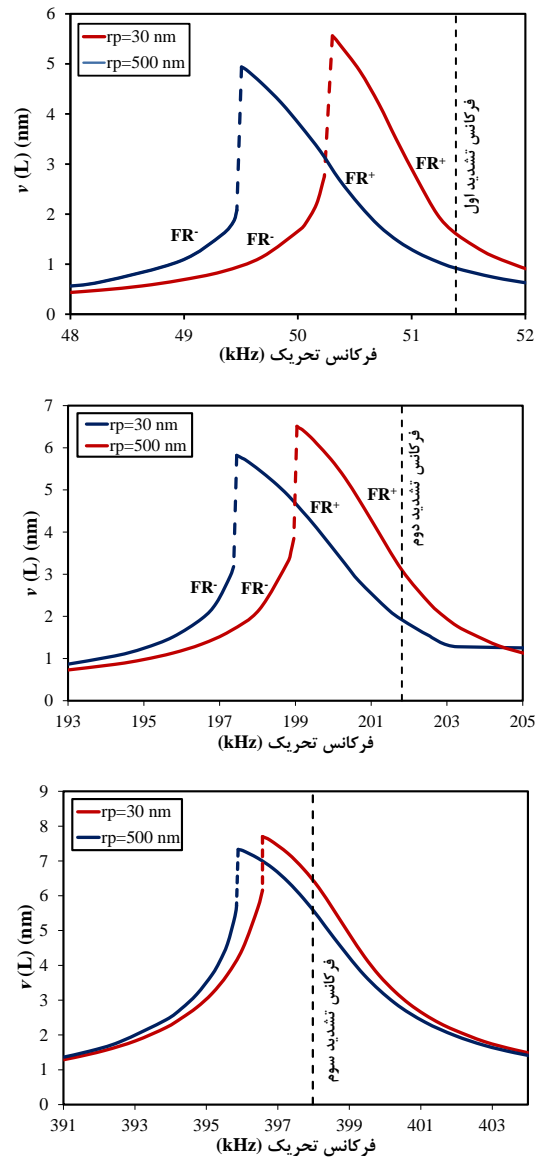 rp=30 nm
rp=500 nm
6
5
4
3
2
1
0
v (L) (nm)
FR-
FR-
FR+
FR+
فرکانس تشدید اول
48 49 50 51 52
فرکانس تحریک (kHz)
rp=30 nm
rp=500 nm
7
6
5
4
3
2
1
0
v (L) (nm)
FR-
FR-
FR+
FR+
فرکانس تشدید دوم
193 195 197 199 201 203 205
فرکانس تحریک (kHz)
rp=30 nm
rp=500 nm
9
8
7
6
5
4
3
2
1
0
v (L) (nm)
فرکانس تشدید سوم
391 393 395 397 399 401 403
فرکانس تحریک (kHz)